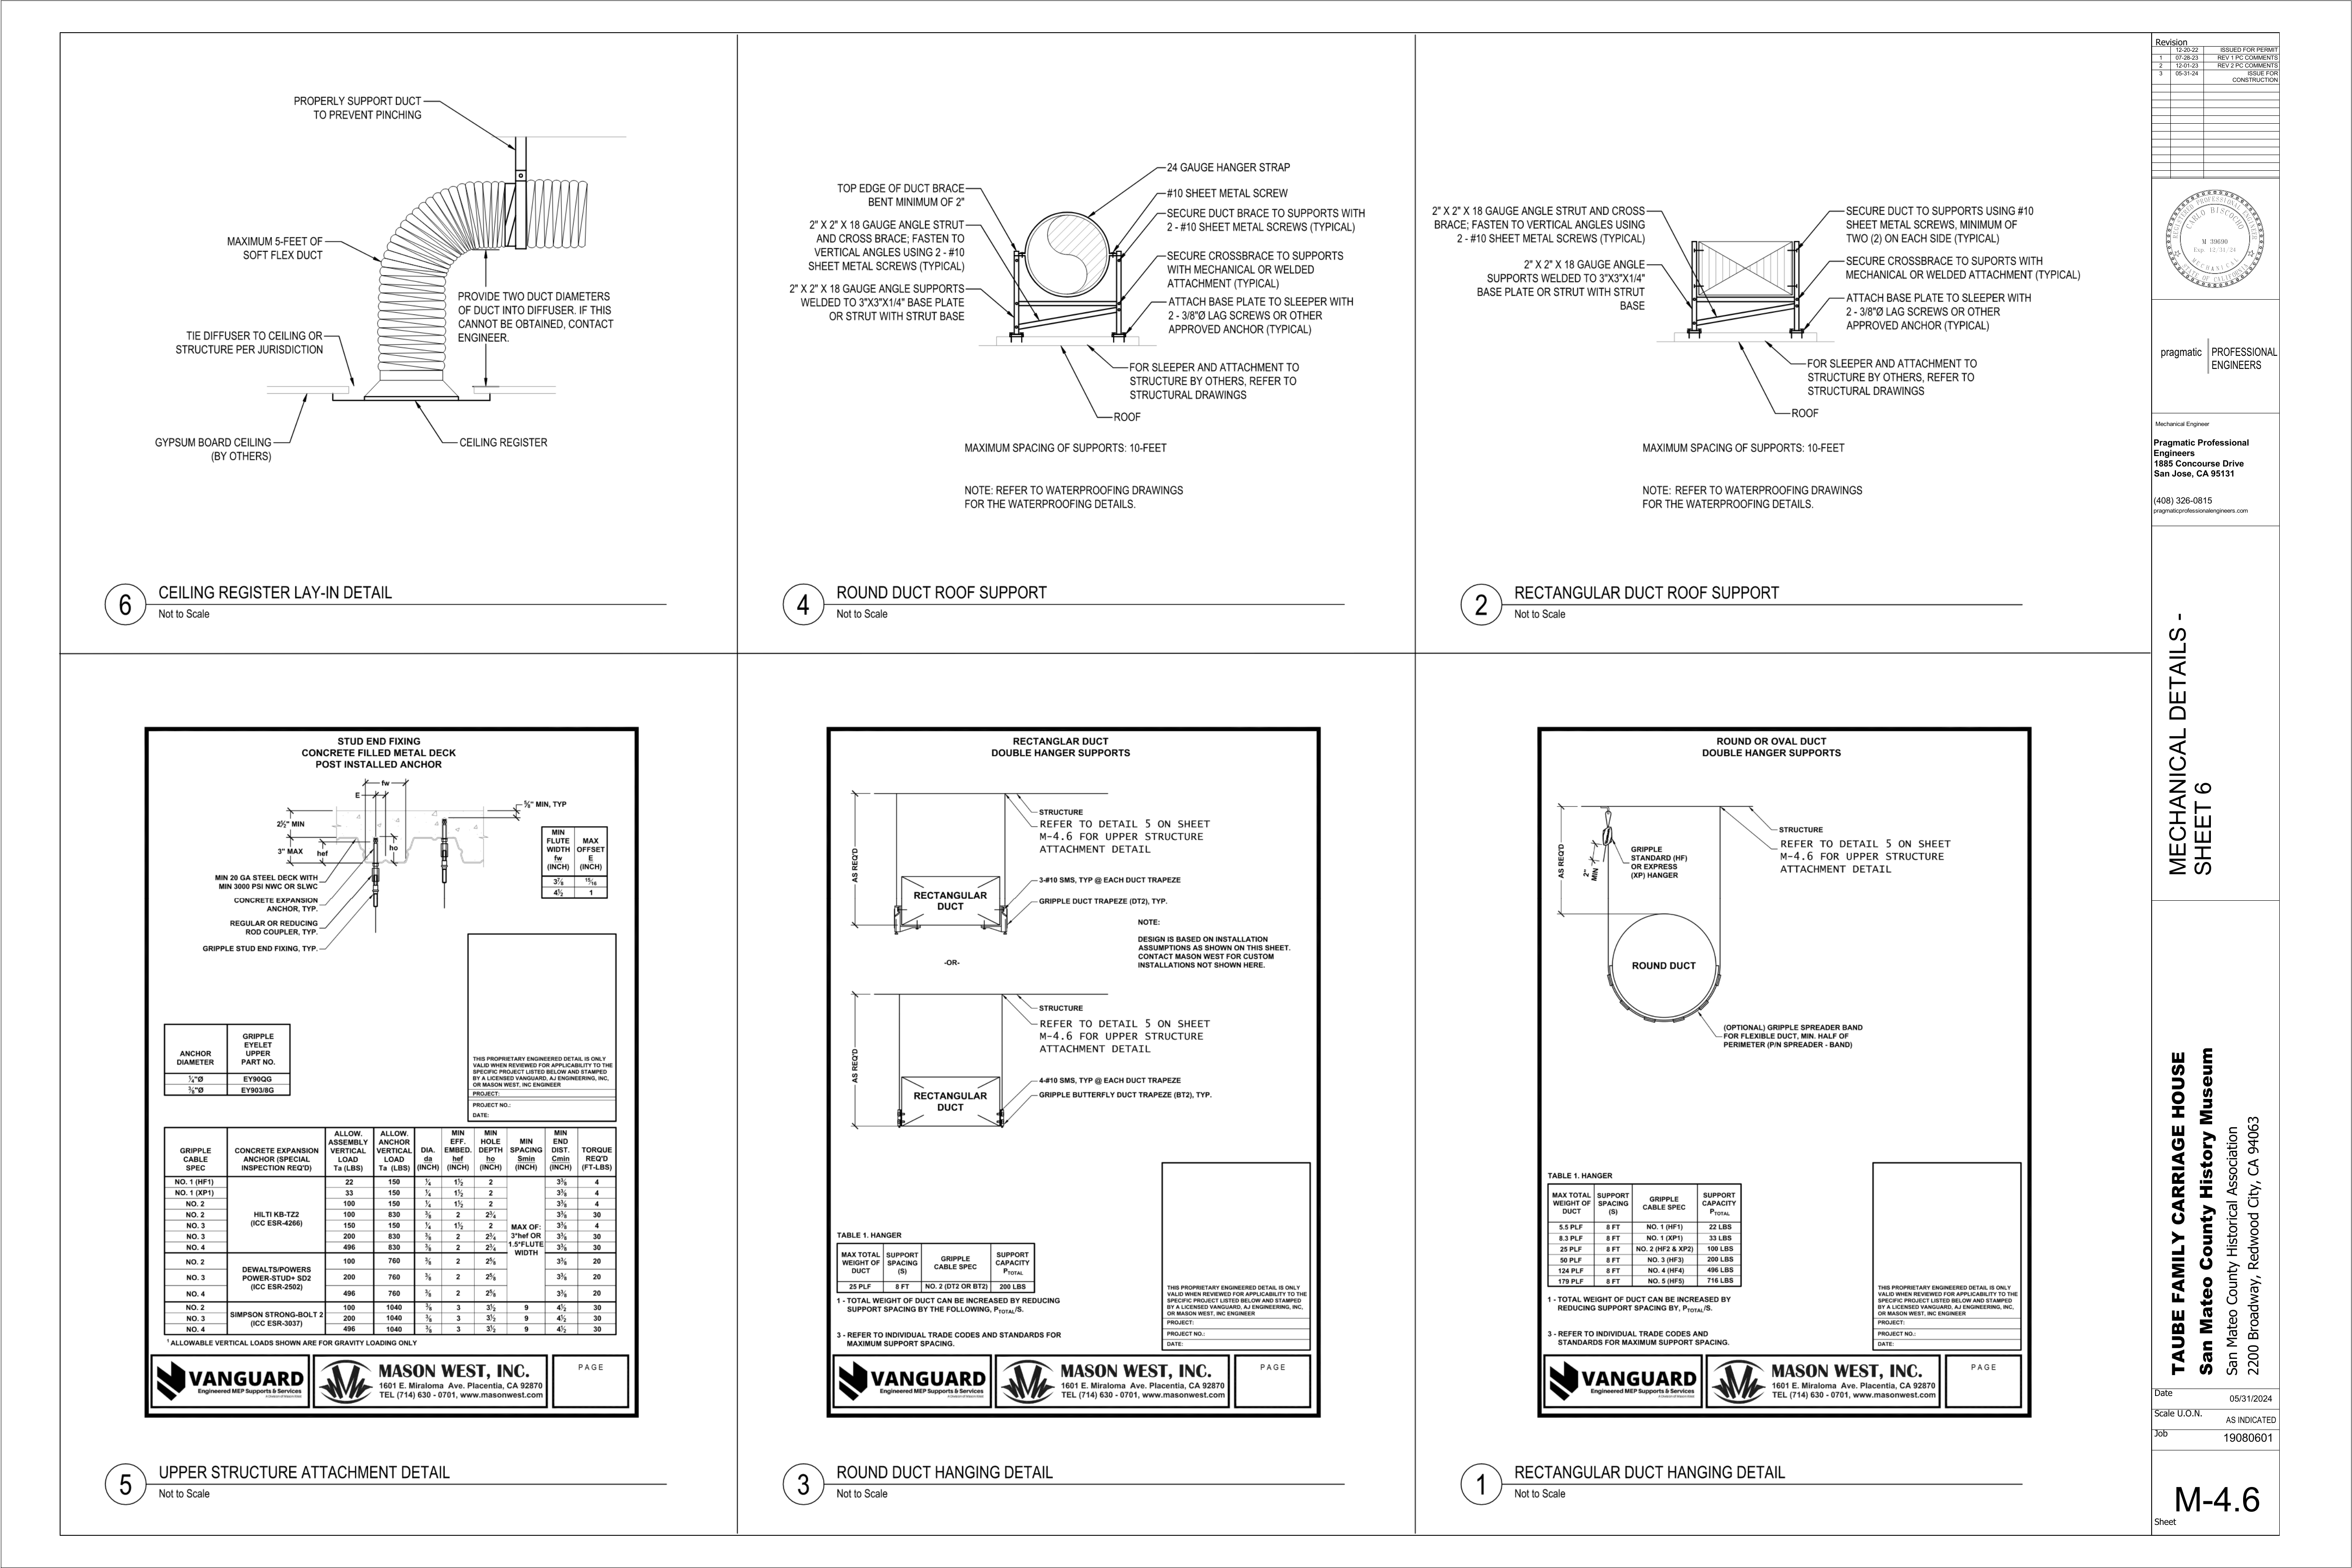 PROPERLY SUPPORT DUCT
TO PREVENT PINCHING
MAXIMUM 5-FEET OF
SOFT FLEX DUCT
PROVIDE TWO DUCT DIAMETERS
OF DUCT INTO DIFFUSER. IF THIS
CANNOT BE OBTAINED, CONTACT
ENGINEER.
TIE DIFFUSER TO CEILING OR
STRUCTURE PER JURISDICTION
GYPSUM BOARD CEILING
(BY OTHERS)
CEILING REGISTER
6
CEILING REGISTER LAY-IN DETAIL
Not to Scale
TOP EDGE OF DUCT BRACE
BENT MINIMUM OF 2"
2" X 2" X 18 GAUGE ANGLE STRUT
AND CROSS BRACE; FASTEN TO
VERTICAL ANGLES USING 2 - #10
SHEET METAL SCREWS (TYPICAL)
2" X 2" X 18 GAUGE ANGLE SUPPORTS
WELDED TO 3"X3"X1/4" BASE PLATE
OR STRUT WITH STRUT BASE
24 GAUGE HANGER STRAP
#10 SHEET METAL SCREW
SECURE DUCT BRACE TO SUPPORTS WITH
2 - #10 SHEET METAL SCREWS (TYPICAL)
SECURE CROSSBRACE TO SUPPORTS
WITH MECHANICAL OR WELDED
ATTACHMENT (TYPICAL)
ATTACH BASE PLATE TO SLEEPER WITH
2 - 3/8"Ø LAG SCREWS OR OTHER
APPROVED ANCHOR (TYPICAL)
FOR SLEEPER AND ATTACHMENT TO
STRUCTURE BY OTHERS, REFER TO
STRUCTURAL DRAWINGS
ROOF
MAXIMUM SPACING OF SUPPORTS: 10-FEET
NOTE: REFER TO WATERPROOFING DRAWINGS
FOR THE WATERPROOFING DETAILS.
4
ROUND DUCT ROOF SUPPORT
Not to Scale
2" X 2" X 18 GAUGE ANGLE STRUT AND CROSS
BRACE; FASTEN TO VERTICAL ANGLES USING
2 - #10 SHEET METAL SCREWS (TYPICAL)
2" X 2" X 18 GAUGE ANGLE
SUPPORTS WELDED TO 3"X3"X1/4"
BASE PLATE OR STRUT WITH STRUT
BASE
SECURE DUCT TO SUPPORTS USING #10
SHEET METAL SCREWS, MINIMUM OF
TWO (2) ON EACH SIDE (TYPICAL)
SECURE CROSSBRACE TO SUPORTS WITH
MECHANICAL OR WELDED ATTACHMENT (TYPICAL)
ATTACH BASE PLATE TO SLEEPER WITH
2 - 3/8"Ø LAG SCREWS OR OTHER
APPROVED ANCHOR (TYPICAL)
FOR SLEEPER AND ATTACHMENT TO
STRUCTURE BY OTHERS, REFER TO
STRUCTURAL DRAWINGS
ROOF
MAXIMUM SPACING OF SUPPORTS: 10-FEET
NOTE: REFER TO WATERPROOFING DRAWINGS
FOR THE WATERPROOFING DETAILS.
2
RECTANGULAR DUCT ROOF SUPPORT
Not to Scale
STUD END FIXING
CONCRETE FILLED METAL DECK
POST INSTALLED ANCHOR
fw
E
5/8" MIN, TYP
2½" MIN
3" MAX
hef
ho
MIN FLUTE WIDTH fw (INCH) MAX OFFSET E (INCH)
3⅞ 15/16
4½ 1
MIN 20 GA STEEL DECK WITH
MIN 3000 PSI NWC OR SLWC
CONCRETE EXPANSION
ANCHOR, TYP.
REGULAR OR REDUCING
ROD COUPLER, TYP.
GRIPPLE STUD END FIXING, TYP.
ANCHOR DIAMETER GRIPPLE EYELET UPPER PART NO.
¼"Ø EY90QG
⅜"Ø EY903/8G
THIS PROPRIETARY ENGINEERED DETAIL IS ONLY
VALID WHEN REVIEWED FOR APPLICABILITY TO THE
SPECIFIC PROJECT LISTED BELOW AND STAMPED
BY A LICENSED VANGUARD, AJ ENGINEERING, INC,
OR MASON WEST, INC ENGINEER
PROJECT:
PROJECT NO.:
DATE:
GRIPPLE CABLE SPEC CONCRETE EXPANSION ANCHOR (SPECIAL INSPECTION REQ'D) ALLOW. ASSEMBLY VERTICAL LOAD Ta (LBS) ALLOW. ANCHOR VERTICAL LOAD Ta (LBS) DIA. da (INCH) MIN EFF. EMBED. hef (INCH) MIN HOLE DEPTH ho (INCH) MIN SPACING Smin (INCH) MIN END DIST. Cmin (INCH) TORQUE REQ'D (FT-LBS)
HILTI KB-TZ2
(ICC ESR-4266)
MAX OF:
3*hef OR
1.5*FLUTE
WIDTH
NO. 1 (HF1) 22 150 ¼ 1½ 2 3⅜ 4
NO. 1 (XP1) 33 150 ¼ 1½ 2 3⅜ 4
NO. 2 100 150 ¼ 1½ 2 3⅜ 4
NO. 2 100 830 ⅜ 2 2¾ 3⅜ 30
NO. 3 150 150 ¼ 1½ 2 3⅜ 4
NO. 3 200 830 ⅜ 2 2¾ 3⅜ 30
NO. 4 496 830 ⅜ 2 2¾ 3⅜ 30
DEWALTS/POWERS
POWER-STUD+ SD2
(ICC ESR-2502)
NO. 2 100 760 ⅜ 2 2⅝ 3⅜ 20
NO. 3 200 760 ⅜ 2 2⅝ 3⅜ 20
NO. 4 496 760 ⅜ 2 2⅝ 3⅜ 20
SIMPSON STRONG-BOLT 2
(ICC ESR-3037)
NO. 2 100 1040 ⅜ 3 3½ 9 4½ 30
NO. 3 200 1040 ⅜ 3 3½ 9 4½ 30
NO. 4 496 1040 ⅜ 3 3½ 9 4½ 30
¹ ALLOWABLE VERTICAL LOADS SHOWN ARE FOR GRAVITY LOADING ONLY
VANGUARD
Engineered MEP Supports & Services
MASON WEST, INC.
1601 E. Miraloma Ave. Placentia, CA 92870
TEL (714) 630 - 0701, www.masonwest.com
PAGE
5
UPPER STRUCTURE ATTACHMENT DETAIL
Not to Scale
RECTANGLAR DUCT
DOUBLE HANGER SUPPORTS
AS REQ'D
STRUCTURE
REFER TO DETAIL 5 ON SHEET
M-4.6 FOR UPPER STRUCTURE
ATTACHMENT DETAIL
RECTANGULAR
DUCT
3-#10 SMS, TYP @ EACH DUCT TRAPEZE
GRIPPLE DUCT TRAPEZE (DT2), TYP.
NOTE:
DESIGN IS BASED ON INSTALLATION
ASSUMPTIONS AS SHOWN ON THIS SHEET.
CONTACT MASON WEST FOR CUSTOM
INSTALLATIONS NOT SHOWN HERE.
-OR-
AS REQ'D
STRUCTURE
REFER TO DETAIL 5 ON SHEET
M-4.6 FOR UPPER STRUCTURE
ATTACHMENT DETAIL
RECTANGULAR
DUCT
4-#10 SMS, TYP @ EACH DUCT TRAPEZE
GRIPPLE BUTTERFLY DUCT TRAPEZE (BT2), TYP.
TABLE 1. HANGER
MAX TOTAL WEIGHT OF DUCT SUPPORT SPACING (S) GRIPPLE CABLE SPEC SUPPORT CAPACITY PTOTAL
25 PLF 8 FT NO. 2 (DT2 OR BT2) 200 LBS
1 - TOTAL WEIGHT OF DUCT CAN BE INCREASED BY REDUCING
SUPPORT SPACING BY THE FOLLOWING, PTOTAL/S.
3 - REFER TO INDIVIDUAL TRADE CODES AND STANDARDS FOR
MAXIMUM SUPPORT SPACING.
THIS PROPRIETARY ENGINEERED DETAIL IS ONLY
VALID WHEN REVIEWED FOR APPLICABILITY TO THE
SPECIFIC PROJECT LISTED BELOW AND STAMPED
BY A LICENSED VANGUARD, AJ ENGINEERING, INC,
OR MASON WEST, INC ENGINEER
PROJECT:
PROJECT NO.:
DATE:
VANGUARD
Engineered MEP Supports & Services
MASON WEST, INC.
1601 E. Miraloma Ave. Placentia, CA 92870
TEL (714) 630 - 0701, www.masonwest.com
PAGE
3
ROUND DUCT HANGING DETAIL
Not to Scale
ROUND OR OVAL DUCT
DOUBLE HANGER SUPPORTS
AS REQ'D
2" MIN
GRIPPLE
STANDARD (HF)
OR EXPRESS
(XP) HANGER
STRUCTURE
REFER TO DETAIL 5 ON SHEET
M-4.6 FOR UPPER STRUCTURE
ATTACHMENT DETAIL
ROUND DUCT
(OPTIONAL) GRIPPLE SPREADER BAND
FOR FLEXIBLE DUCT, MIN. HALF OF
PERIMETER (P/N SPREADER - BAND)
TABLE 1. HANGER
MAX TOTAL WEIGHT OF DUCT SUPPORT SPACING (S) GRIPPLE CABLE SPEC SUPPORT CAPACITY PTOTAL
5.5 PLF 8 FT NO. 1 (HF1) 22 LBS
8.3 PLF 8 FT NO. 1 (XP1) 33 LBS
25 PLF 8 FT NO. 2 (HF2 & XP2) 100 LBS
50 PLF 8 FT NO. 3 (HF3) 200 LBS
124 PLF 8 FT NO. 4 (HF4) 496 LBS
179 PLF 8 FT NO. 5 (HF5) 716 LBS
1 - TOTAL WEIGHT OF DUCT CAN BE INCREASED BY
REDUCING SUPPORT SPACING BY, PTOTAL/S.
3 - REFER TO INDIVIDUAL TRADE CODES AND
STANDARDS FOR MAXIMUM SUPPORT SPACING.
THIS PROPRIETARY ENGINEERED DETAIL IS ONLY
VALID WHEN REVIEWED FOR APPLICABILITY TO THE
SPECIFIC PROJECT LISTED BELOW AND STAMPED
BY A LICENSED VANGUARD, AJ ENGINEERING, INC,
OR MASON WEST, INC ENGINEER
PROJECT:
PROJECT NO.:
DATE:
VANGUARD
Engineered MEP Supports & Services
MASON WEST, INC.
1601 E. Miraloma Ave. Placentia, CA 92870
TEL (714) 630 - 0701, www.masonwest.com
PAGE
1
RECTANGULAR DUCT HANGING DETAIL
Not to Scale
Revision
12-20-22 ISSUED FOR PERMIT
1 07-28-23 REV 1 PC COMMENTS
2 12-01-23 REV 2 PC COMMENTS
3 05-31-24 ISSUE FOR
CONSTRUCTION
REGISTERED PROFESSIONAL ENGINEER
CARLO BISCOCHO
M 39690
Exp. 12/31/24
MECHANICAL
STATE OF CALIFORNIA
pragmatic PROFESSIONAL
ENGINEERS
Mechanical Engineer
Pragmatic Professional
Engineers
1885 Concourse Drive
San Jose, CA 95131
(408) 326-0815
pragmaticprofessionalengineers.com
MECHANICAL DETAILS -
SHEET 6
TAUBE FAMILY CARRIAGE HOUSE
San Mateo County History Museum
San Mateo County Historical Association
2200 Broadway, Redwood City, CA 94063
Date
05/31/2024
Scale U.O.N.
AS INDICATED
Job
19080601
M-4.6
Sheet